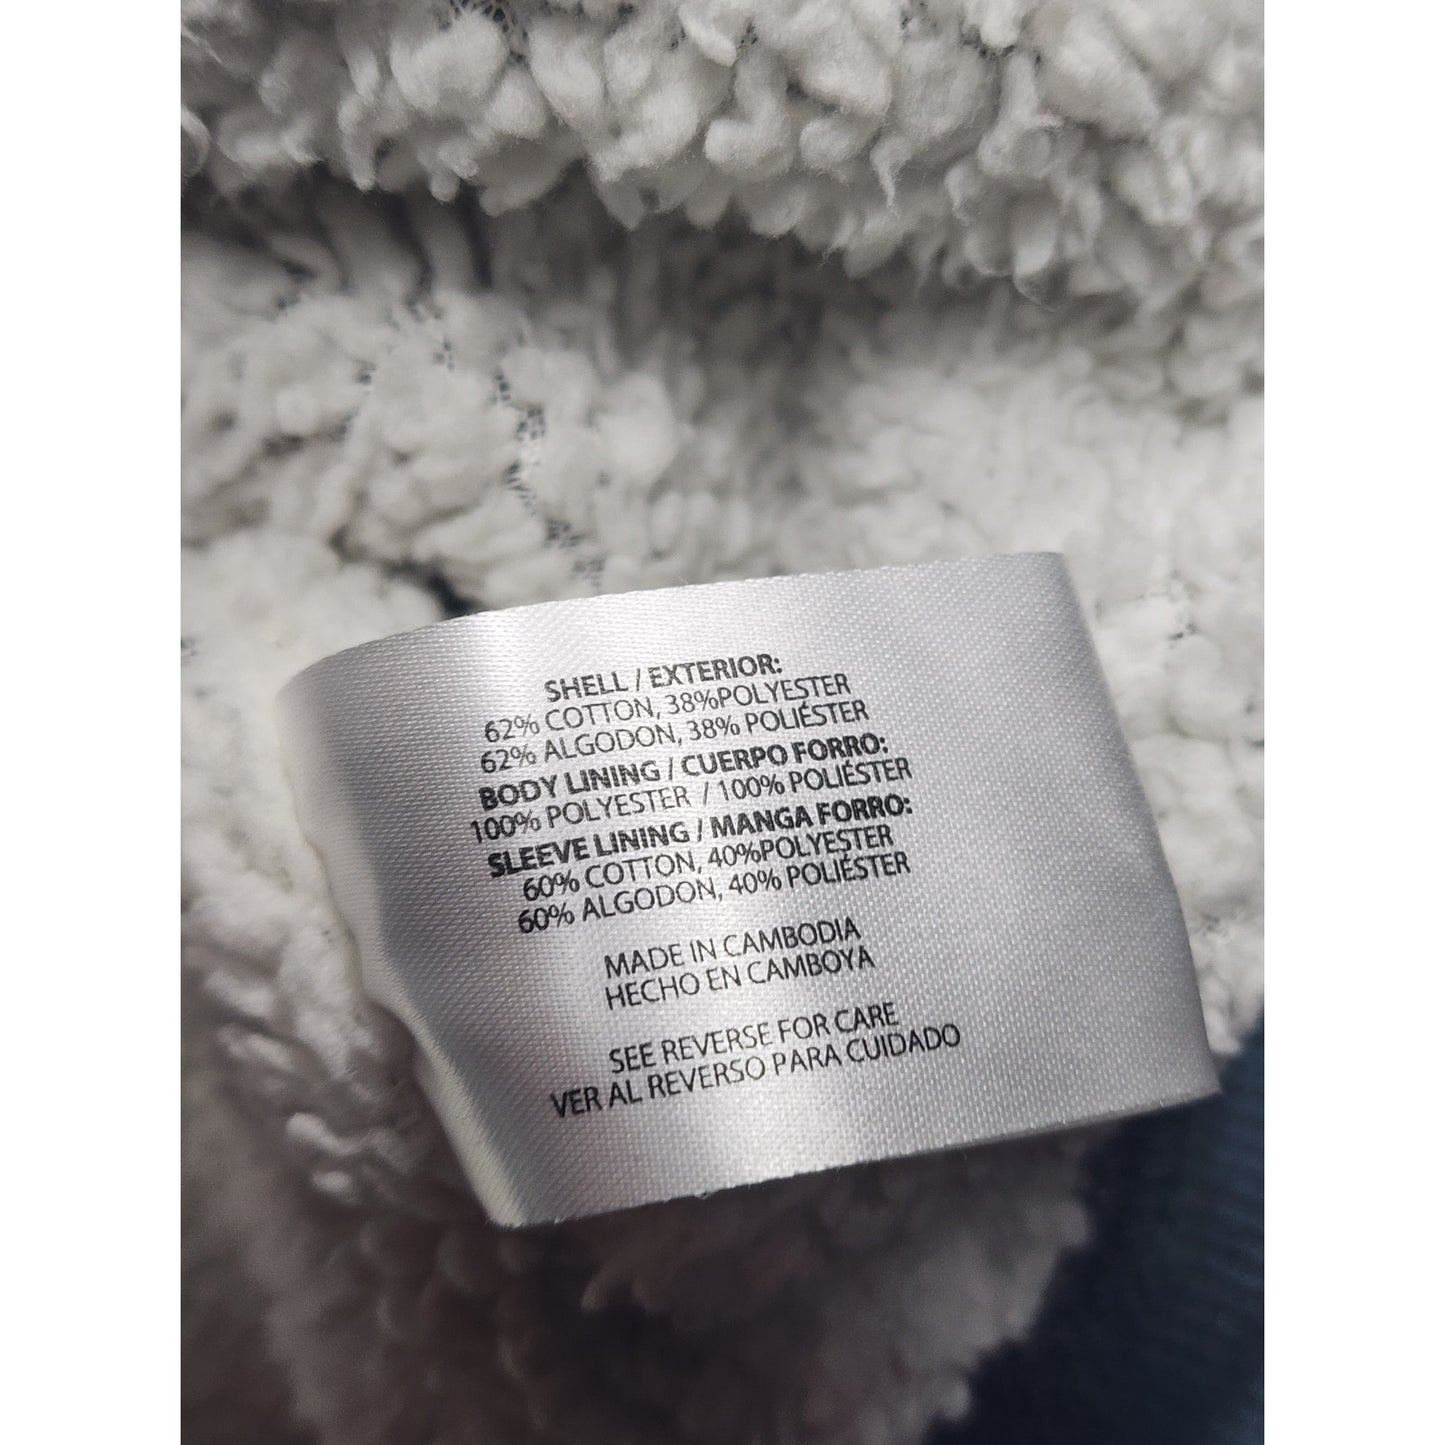 SHELL / EXTERIOR:
62% COTTON, 38%POLYESTER
62% ALGODON, 38% POLIÉSTER
BODY LINING / CUERPO FORRO:
100% POLYESTER / 100% POLIÉSTER
SLEEVE LINING / MANGA FORRO:
60% COTTON, 40%POLYESTER
60% ALGODON, 40% POLIÉSTER
MADE IN CAMBODIA
HECHO EN CAMBOYA
SEE REVERSE FOR CARE
VER AL REVERSO PARA CUIDADO